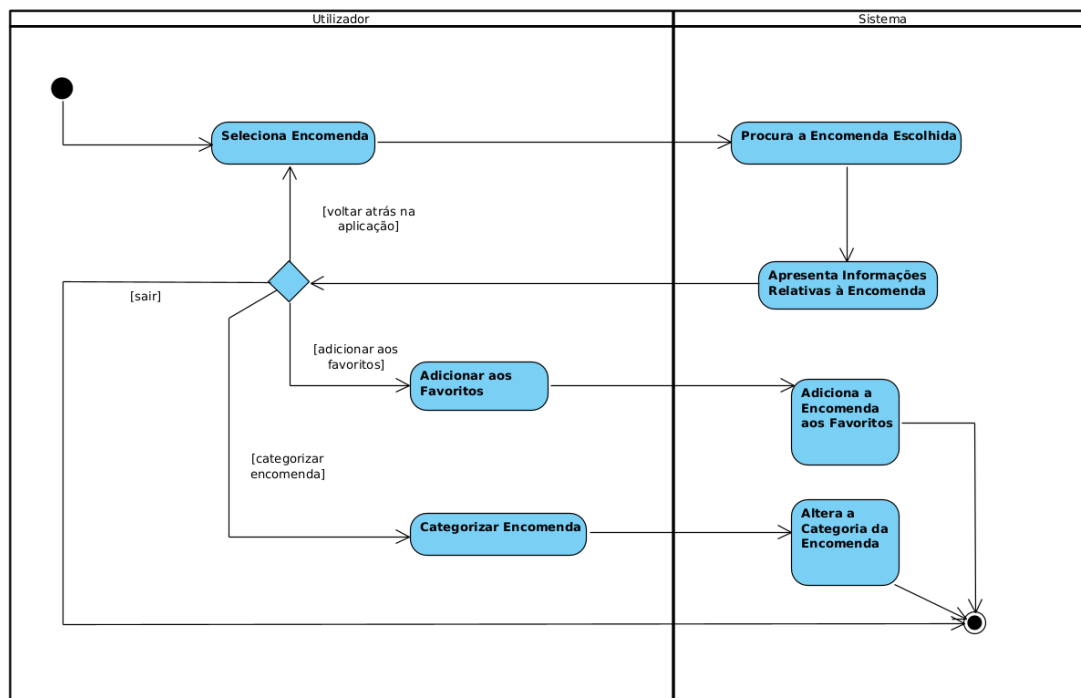 Utilizador
Sistema
Seleciona Encomenda
Procura a Encomenda Escolhida
[voltar atrás na
aplicação]
Apresenta Informações
Relativas à Encomenda
[sair]
[adicionar aos
favoritos]
Adicionar aos
Favoritos
Adiciona a
Encomenda
aos Favoritos
[categorizar
encomenda]
Categorizar Encomenda
Altera a
Categoria da
Encomenda